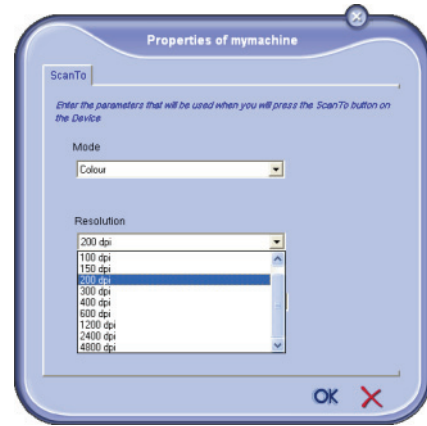 Properties of mymachine
ScanTo
Enter the parameters that will be used when you will press the ScanTo button on
the Device
Mode
Colour
Resolution
200 dpi
100 dpi
150 dpi
200 dpi
300 dpi
400 dpi
600 dpi
1200 dpi
2400 dpi
4800 dpi
OK